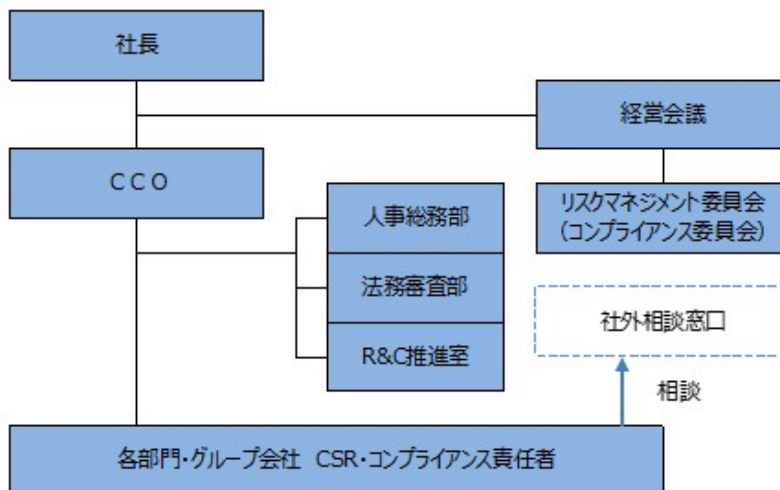 社長
経営会議
CCO
リスクマネジメント委員会
(コンプライアンス委員会)
人事総務部
法務審査部
R&C推進室
社外相談窓口
相談
各部門・グループ会社 CSR・コンプライアンス責任者